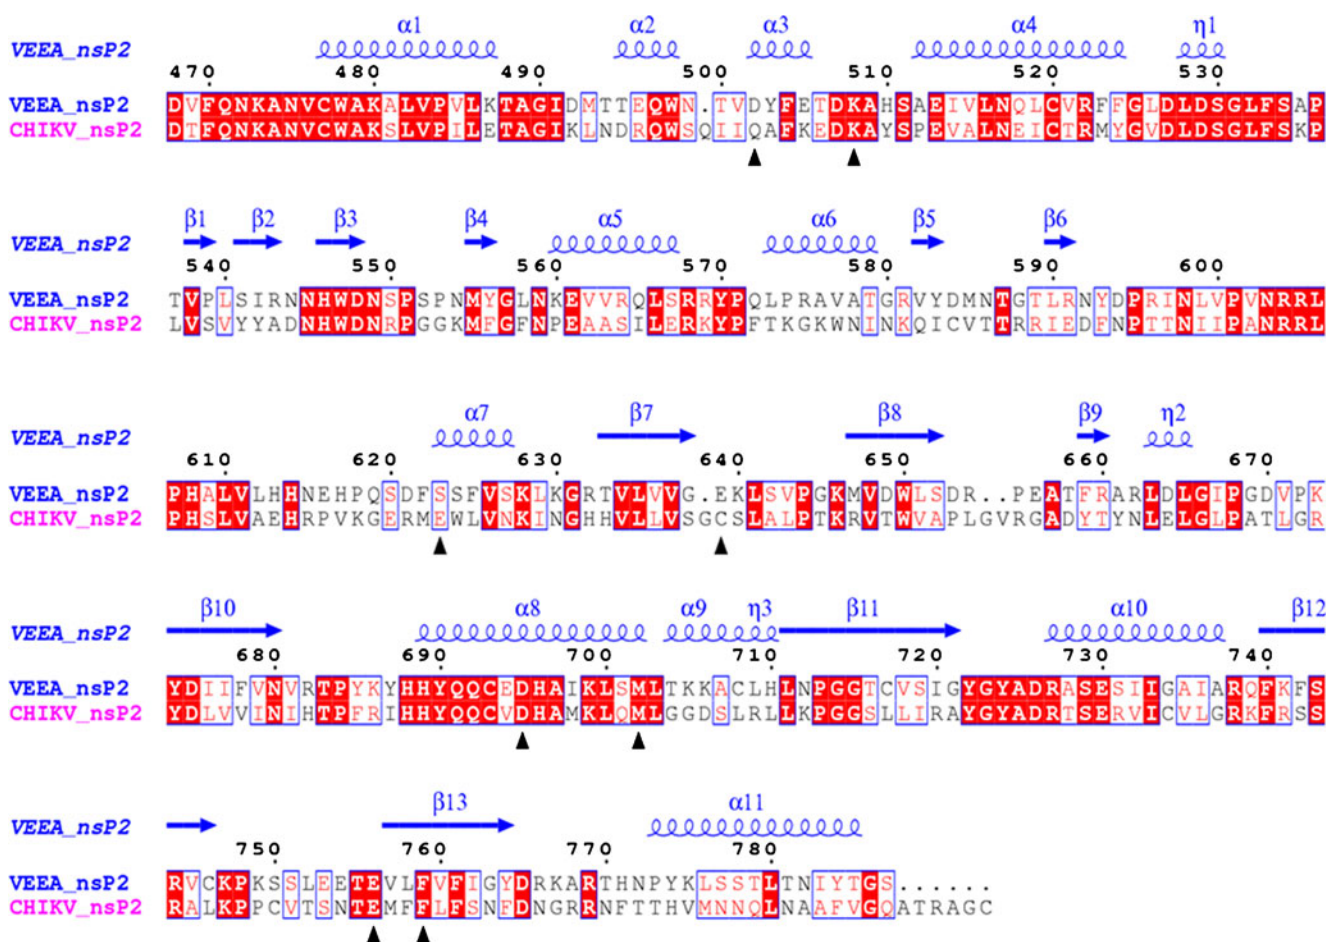 α1 α2 α3 α4 η1
VEEA_nsP2
470 480 490 500 510 520 530
VEEA_nsP2 DVFQNKANVCWAKALVPVLKTAGIDMTTEQWN.TVDYFETDKAHSAEIVLNQLCVRFFGLDLDSGLFSAP
CHIKV_nsP2 DTFQNKANVCWAKSLVPILETAGIKLNDRQWSQIIQAFKEDKAYSPEVALNEICTRMYGVDLDSGLFSKP
β1 β2 β3 β4 α5 α6 β5 β6
VEEA_nsP2
540 550 560 570 580 590 600
VEEA_nsP2 TVPLSIRNNHWDNSPSPNMYGLNKEVVRQLSRRYPQLPRAVATGRVYDMNTGTLRNYDPRINLVPVNRRL
CHIKV_nsP2 LVSVYYADNHWDNRPGGKMFGFNPEAASILERKYPFTKGKWNINKQICVTTRRIEDFNPTTNIIPANRRL
α7 β7 β8 β9 η2
VEEA_nsP2
610 620 630 640 650 660 670
VEEA_nsP2 PHALVLHHNEHPQSDFSSFVSKLKGRTVLVVG.EKLSVPGKMVDWLSDR..PEATFRARLDLGIPGDVPK
CHIKV_nsP2 PHSLVAEHRPVKGERMEWLVNKINGHHVLLVSGCSLALPTKRVTWVAPLGVRGADYTYNLELGLPATLGR
β10 α8 α9 η3 β11 α10 β12
VEEA_nsP2
680 690 700 710 720 730 740
VEEA_nsP2 YDIIFVNVRTPYKYHHYQQCEDHAIKLSMLTKKACLHLNPGGTCVSIGYGYADRASESIIGAIARQFKFS
CHIKV_nsP2 YDLVVINIHTPFRIHHYQQCVDHAMKLQMLGGDSLRLLKPGGSLLIRAYGYADRTSERVICVLGRKFRSS
β13 α11
VEEA_nsP2
750 760 770 780
VEEA_nsP2 RVCKPKSSLEETEVLFVFIGYDRKARTHNPYKLSSTLTNIYTGS......
CHIKV_nsP2 RALKPPCVTSNTEMFFLFSNFDNGRRNFTTHVMNNQLNAAFVGQATRAGC